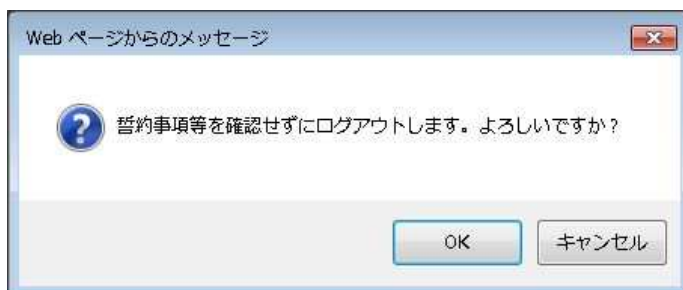 Web ページからのメッセージ
誓約事項等を確認せずにログアウトします。よろしいですか？
OK
キャンセル